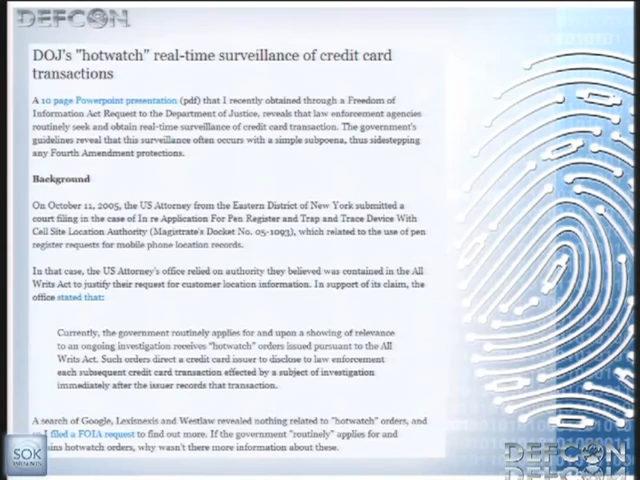 DEFCON
DOJ's "hotwatch" real-time surveillance of credit card
transactions
A 10 page Powerpoint presentation (pdf) that I recently obtained through a Freedom of
Information Act Request to the Department of Justice, reveals that law enforcement agencies
routinely seek and obtain real-time surveillance of credit card transaction. The government's
guidelines reveal that this surveillance often occurs with a simple subpoena, thus sidestepping
any Fourth Amendment protections.
Background
On October 11, 2005, the US Attorney from the Eastern District of New York submitted a
court filing in the case of In re Application For Pen Register and Trap and Trace Device With
Cell Site Location Authority (Magistrate's Docket No. 05-1093), which related to the use of pen
register requests for mobile phone location records.
In that case, the US Attorney's office relied on authority they believed was contained in the All
Writs Act to justify their request for customer location information. In support of its claim, the
office stated that:
Currently, the government routinely applies for and upon a showing of relevance
to an ongoing investigation receives "hotwatch" orders issued pursuant to the All
Writs Act. Such orders direct a credit card issuer to disclose to law enforcement
each subsequent credit card transaction effected by a subject of investigation
immediately after the issuer records that transaction.
A search of Google, Lexisnexis and Westlaw revealed nothing related to "hotwatch" orders, and
I filed a FOIA request to find out more. If the government "routinely" applies for and
hotwatch orders, why wasn't there more information about these.
SOK
PRESENTS
DEFCON